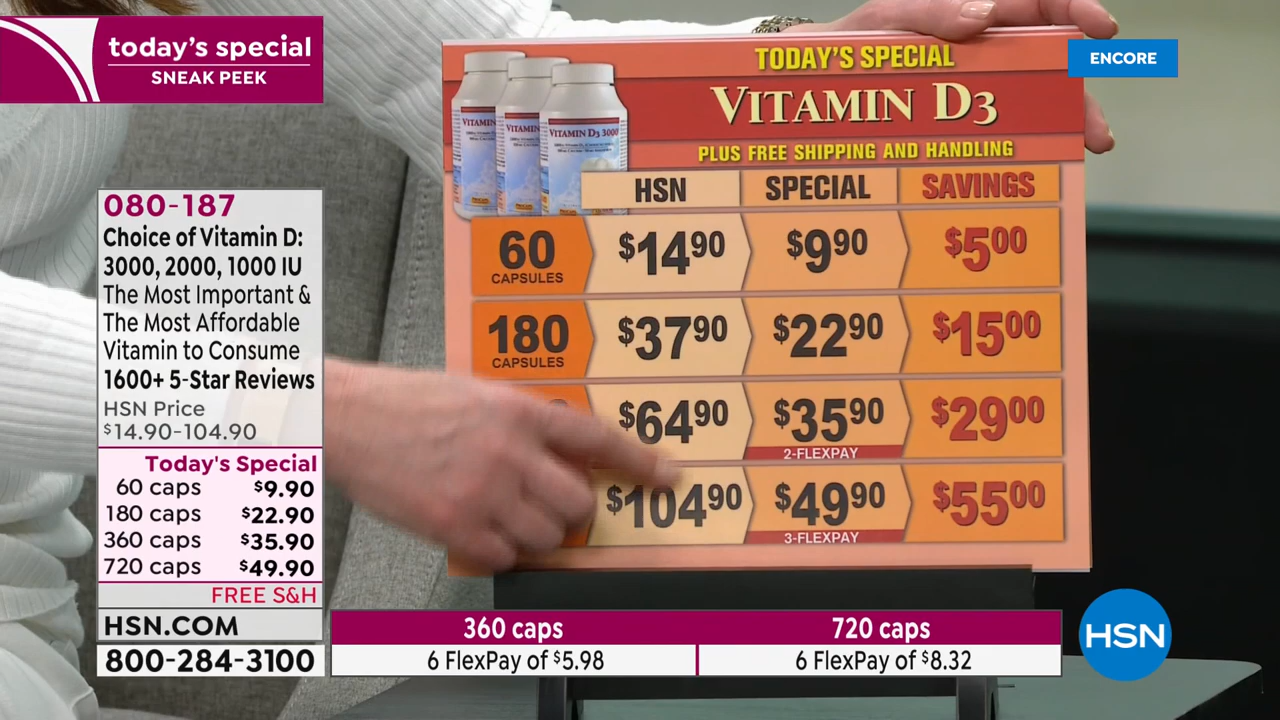 today's special
SNEAK PEEK
080-187
Choice of Vitamin D:
3000, 2000, 1000 IU
The Most Important &
The Most Affordable
Vitamin to Consume
1600+ 5-Star Reviews
HSN Price
$14.90-104.90
Today's Special
60 caps $9.90
180 caps $22.90
360 caps $35.90
720 caps $49.90
FREE S&H
HSN.COM
800-284-3100
TODAY'S SPECIAL
VITAMIN D3
PLUS FREE SHIPPING AND HANDLING
VITAMIN VITAMIN VITAMIN D3 3000
HSN SPECIAL SAVINGS
60 CAPSULES $14.90 $9.90 $5.00
180 CAPSULES $37.90 $22.90 $15.00
$64.90 $35.90 $29.00
2-FLEXPAY
$104.90 $49.90 $55.00
3-FLEXPAY
ENCORE
360 caps 720 caps
6 FlexPay of $5.98 6 FlexPay of $8.32
HSN